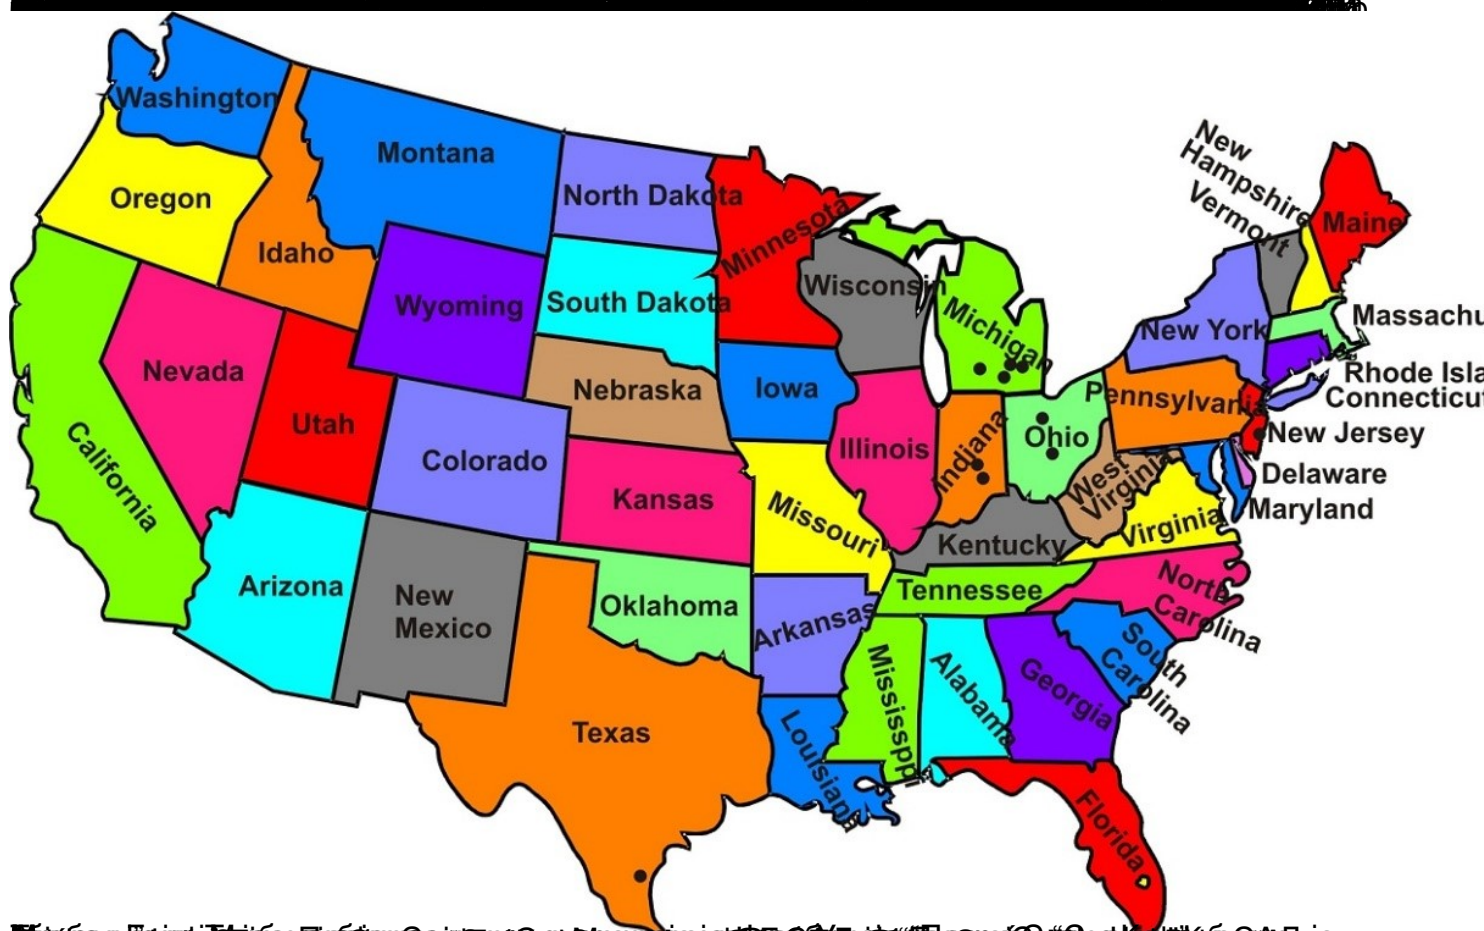 New
Hampshire
Vermont
Maine
Washington
Montana
North Dakota
Minnesota
Oregon
Idaho
Wyoming
South Dakota
Wisconsin
Michigan
New York
Massachu
Rhode Isla
Connecticut
Nevada
Utah
Colorado
Nebraska
Iowa
Illinois
Indiana
Ohio
Pennsylvania
New Jersey
Delaware
Maryland
West
Virginia
Virginia
California
Kansas
Missouri
Kentucky
Arizona
New
Mexico
Oklahoma
Arkansas
Tennessee
North
Carolina
South
Carolina
Texas
Louisiana
Mississppi
Alabama
Georgia
Florida